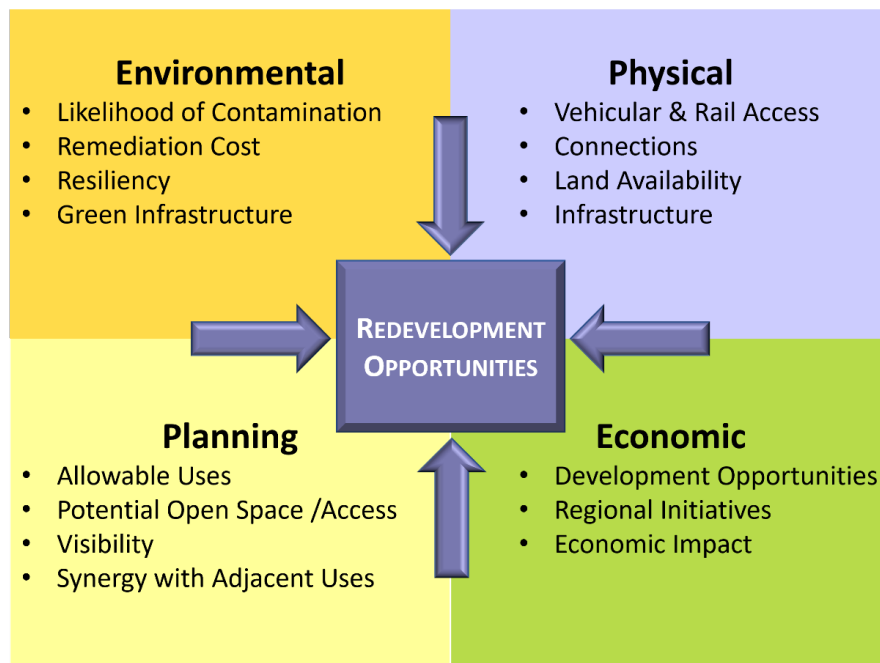 Environmental
• Likelihood of Contamination
• Remediation Cost
• Resiliency
• Green Infrastructure
Physical
• Vehicular & Rail Access
• Connections
• Land Availability
• Infrastructure
REDEVELOPMENT
OPPORTUNITIES
Planning
• Allowable Uses
• Potential Open Space /Access
• Visibility
• Synergy with Adjacent Uses
Economic
• Development Opportunities
• Regional Initiatives
• Economic Impact